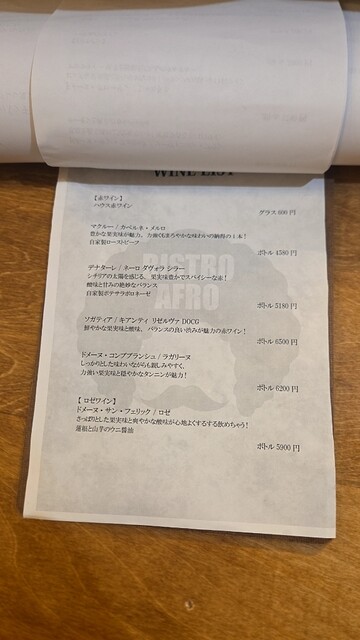 WINE LIST
【赤ワイン】
ハウス赤ワイン
グラス 600 円
マクルー / カベルネ・メルロ
豊かな果実味が魅力。力強くもまろやかな味わいの納得の1本!
自家製ローストビーフ
ボトル 4580 円
BISTRO
AFRO
デナターレ / ネーロ ダヴォラ シラー
シチリアの太陽を感じる、果実味豊かでスパイシーな赤!
酸味と甘みの絶妙なバランス
自家製ポテサラボロネーゼ
ボトル 5180 円
ソガティア / キアンティ リゼルヴァ DOCG
鮮やかな果実味と酸味、バランスの良い渋みが魅力の赤ワイン!
ボトル 6500 円
ドメーヌ・コンブブランシュ / ラガリーヌ
しっかりとした味わいながらも親しみやすく、
力強い果実味と穏やかなタンニンが魅力!
ボトル 6200 円
【 ロゼワイン】
ドメーヌ・サン・フェリック / ロゼ
さっぱりとした果実味と爽やかな酸味が心地よくするする飲めちゃう!
蓮根と山芋のウニ醤油
ボトル 5900 円